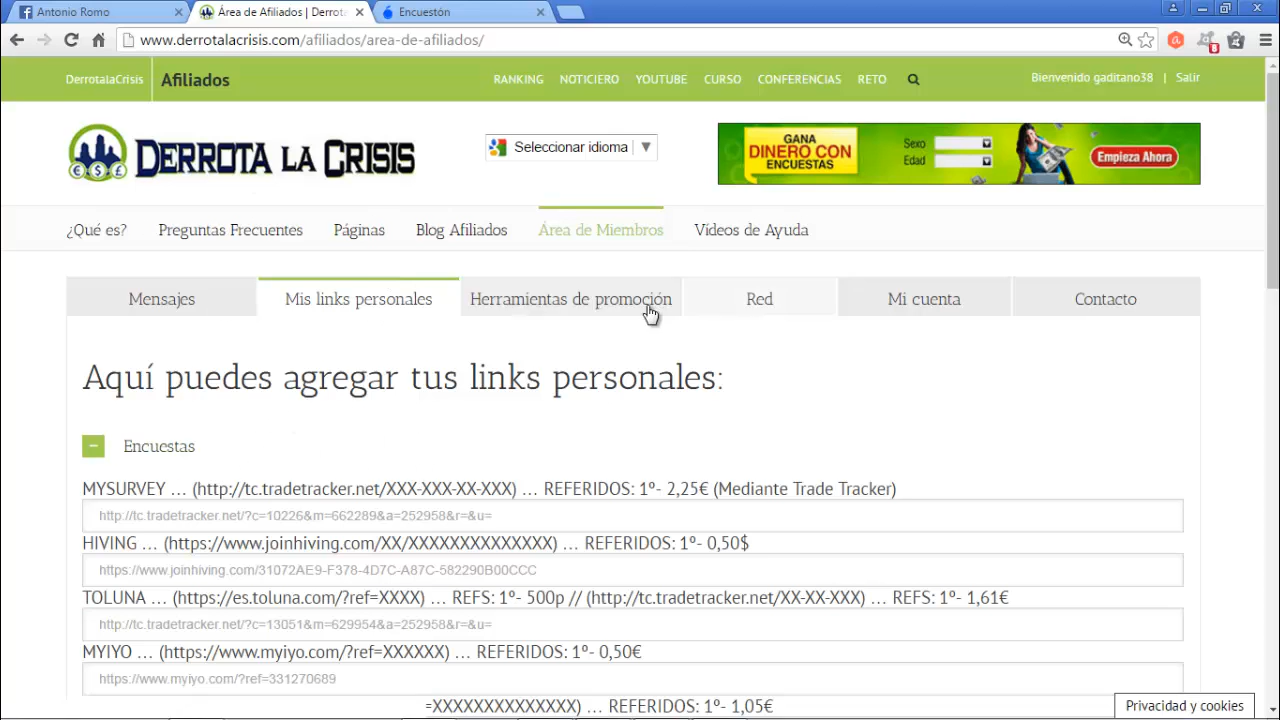 Antonio Romo
Área de Afiliados | Derrota
Encuestón
www.derrotalacrisis.com/afiliados/area-de-afiliados/
DerrotalaCrisis
Afiliados
RANKING NOTICIERO YOUTUBE CURSO CONFERENCIAS RETO
Bienvenido gaditano38 | Salir
DERROTA LA CRISIS
Seleccionar idioma
GANA
DINERO CON
ENCUESTAS
Sexo
Edad
Empieza Ahora
¿Qué es? Preguntas Frecuentes Páginas Blog Afiliados Área de Miembros Vídeos de Ayuda
Mensajes Mis links personales Herramientas de promoción Red Mi cuenta Contacto
Aquí puedes agregar tus links personales:
Encuestas
MYSURVEY ... (http://tc.tradetracker.net/XXX-XXX-XX-XXX) ... REFERIDOS: 1º- 2,25€ (Mediante Trade Tracker)
http://tc.tradetracker.net/?c=10226&m=662289&a=252958&r=&u=
HIVING ... (https://www.joinhiving.com/XX/XXXXXXXXXXXXXX) ... REFERIDOS: 1º- 0,50$
https://www.joinhiving.com/31072AE9-F378-4D7C-A87C-582290B00CCC
TOLUNA ... (https://es.toluna.com/?ref=XXXX) ... REFS: 1º- 500p // (http://tc.tradetracker.net/XX-XX-XXX) ... REFS: 1º- 1,61€
http://tc.tradetracker.net/?c=13051&m=629954&a=252958&r=&u=
MYIYO ... (https://www.myiyo.com/?ref=XXXXXX) ... REFERIDOS: 1º- 0,50€
https://www.myiyo.com/?ref=331270689
=XXXXXXXXXXXXXX) ... REFERIDOS: 1º- 1,05€
Privacidad y cookies